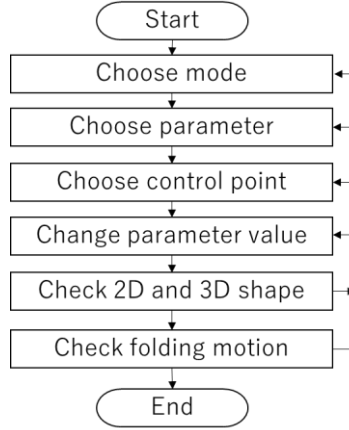 Start
Choose mode
Choose parameter
Choose control point
Change parameter value
Check 2D and 3D shape
Check folding motion
End